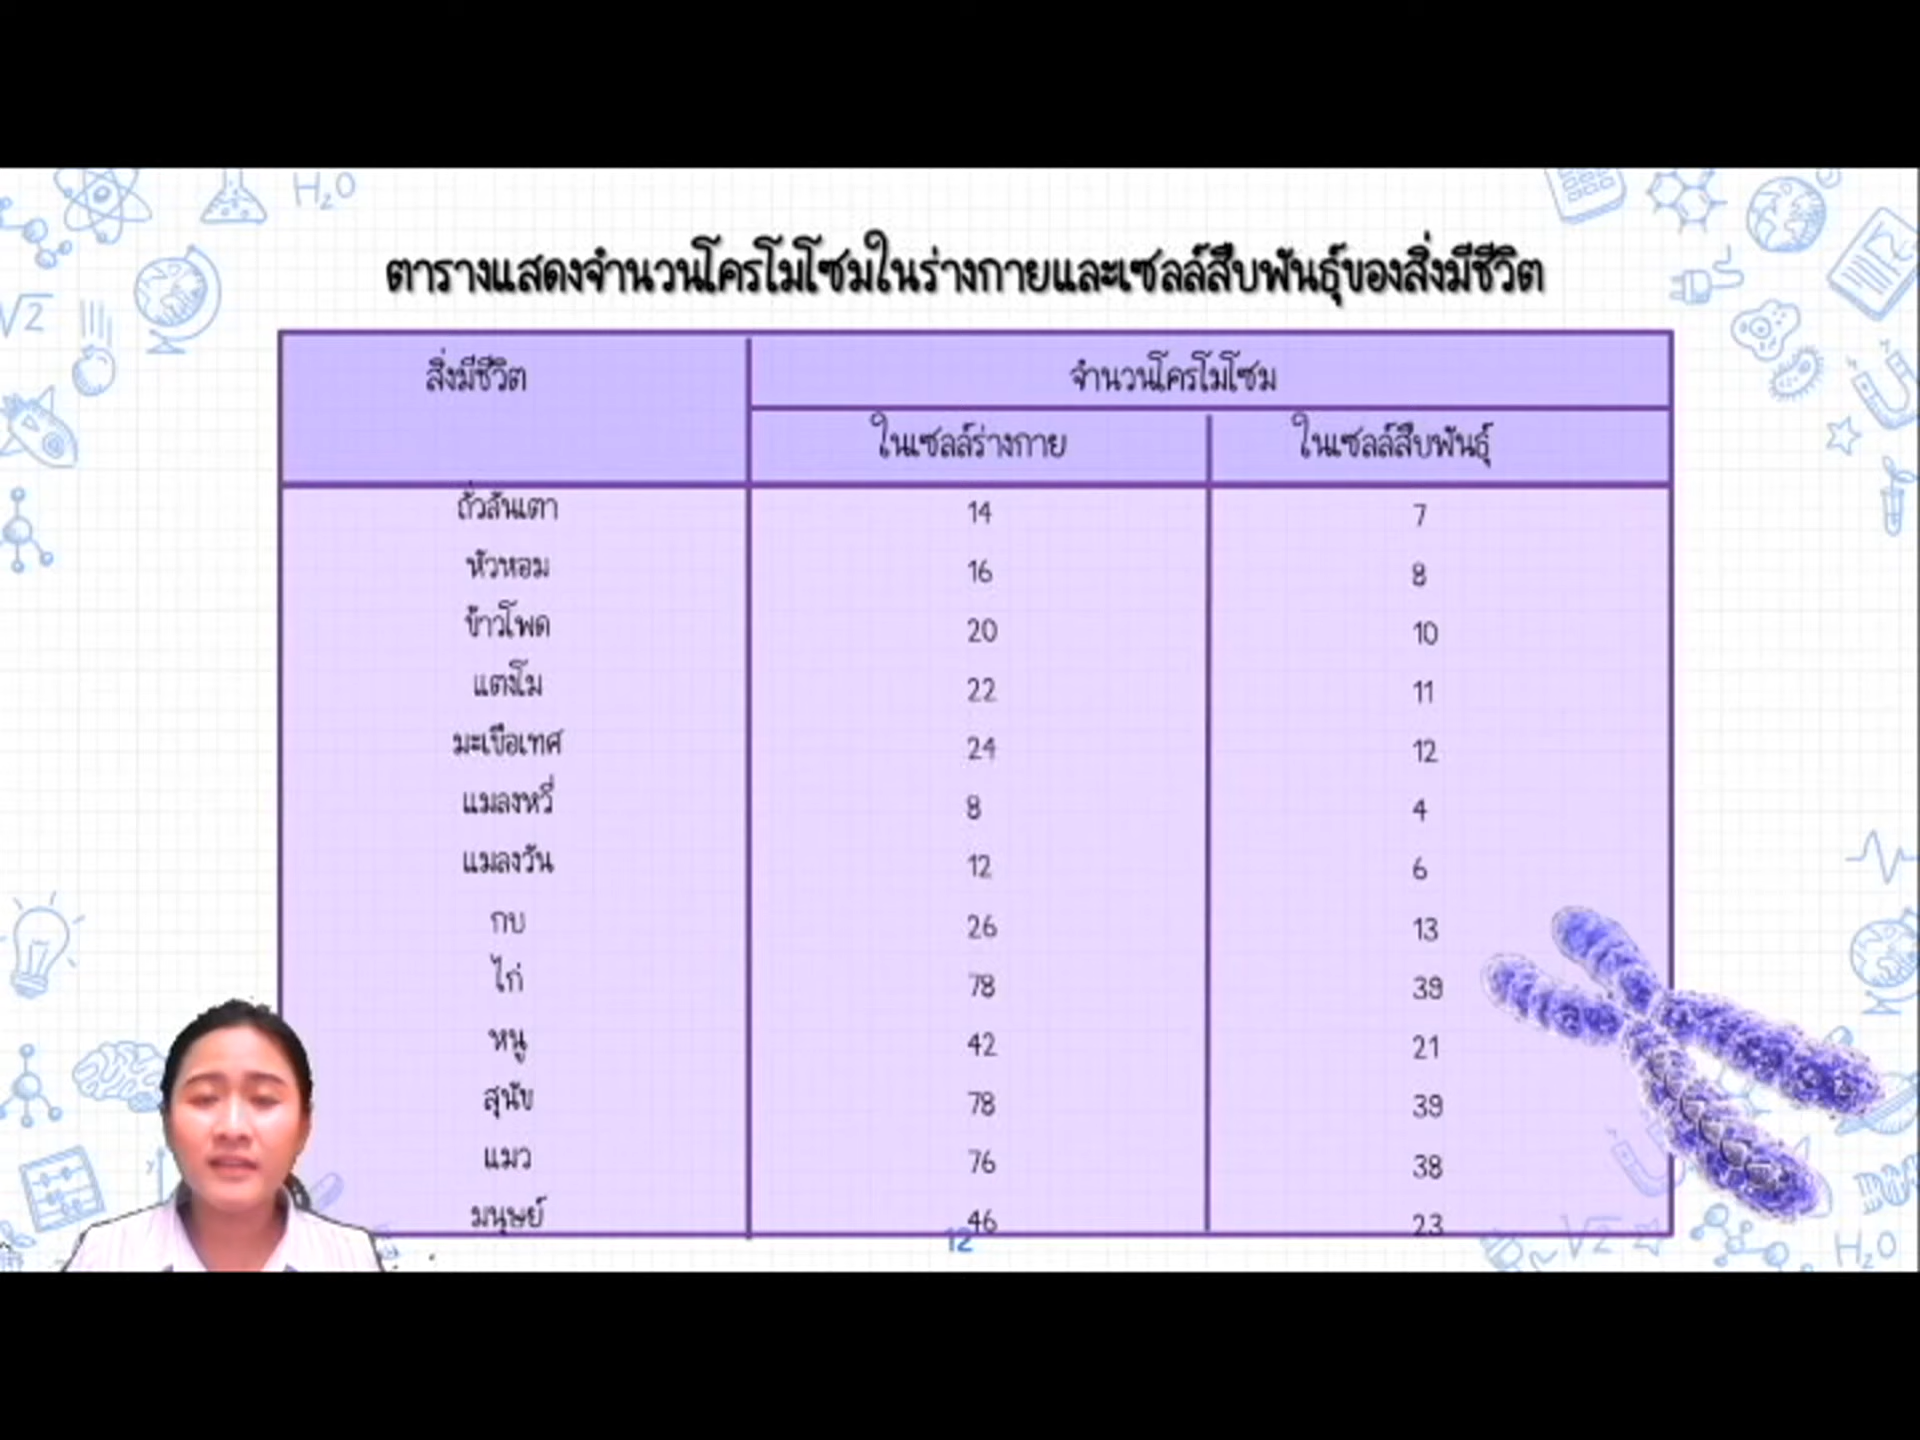 H₂O
ตารางแสดงจำนวนโครโมโซมในร่างกายและเซลล์สืบพันธุ์ของสิ่งมีชีวิต
√2
สิ่งมีชีวิต จำนวนโครโมโซม
ในเซลล์ร่างกาย ในเซลล์สืบพันธุ์
ถั่วลันเตา 14 7
หัวหอม 16 8
ข้าวโพด 20 10
แตงโม 22 11
มะเขือเทศ 24 12
แมลงหวี่ 8 4
แมลงวัน 12 6
กบ 26 13
ไก่ 78 39
หนู 42 21
สุนัข 78 39
แมว 76 38
มนุษย์ 46 23
12
√2
H₂O